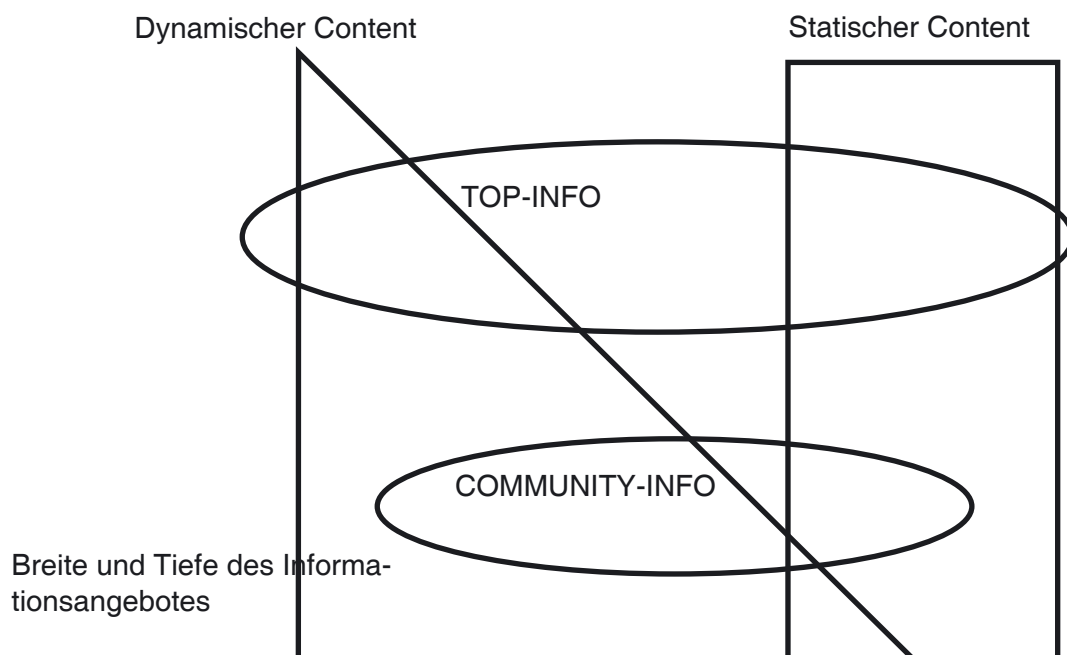 Dynamischer Content
Statischer Content
TOP-INFO
COMMUNITY-INFO
Breite und Tiefe des Informa-
tionsangebotes